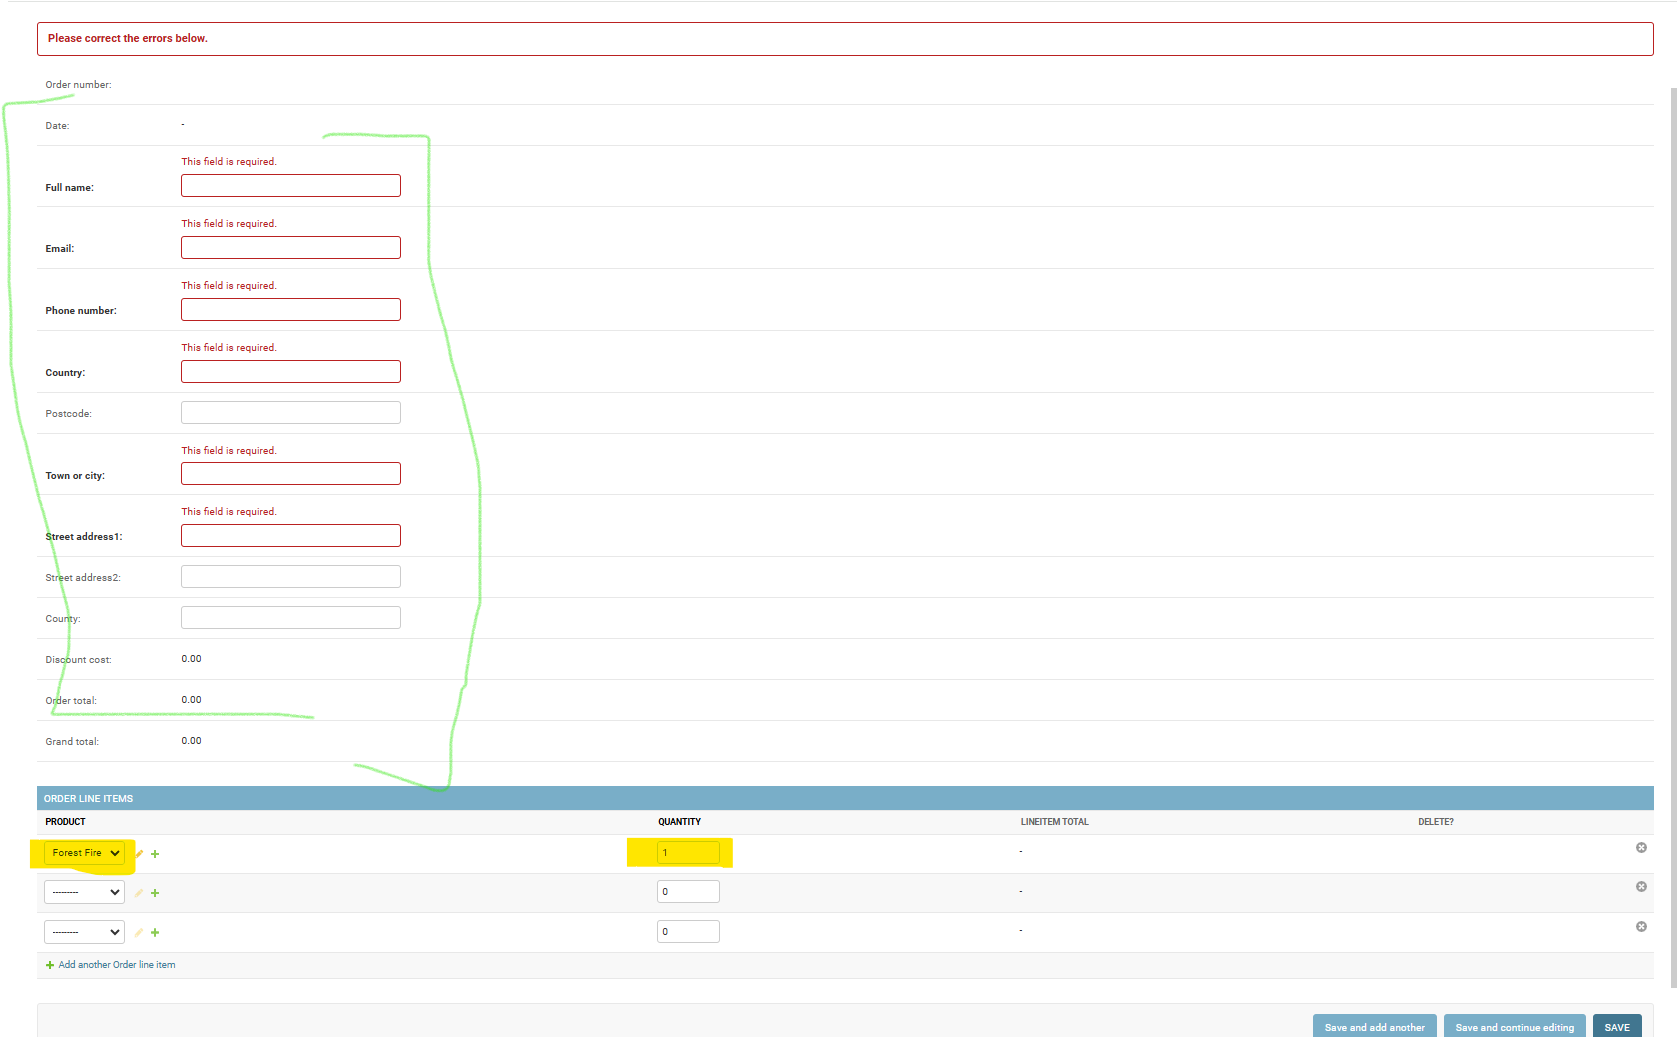 Please correct the errors below.
Order number:
Date: -
This field is required.
Full name:
This field is required.
Email:
This field is required.
Phone number:
This field is required.
Country:
Postcode:
This field is required.
Town or city:
This field is required.
Street address1:
Street address2:
County:
Discount cost: 0.00
Order total: 0.00
Grand total: 0.00
ORDER LINE ITEMS
PRODUCT QUANTITY LINEITEM TOTAL DELETE?
Forest Fire 1 -
--------- 0 -
--------- 0 -
Add another Order line item
Save and add another Save and continue editing SAVE